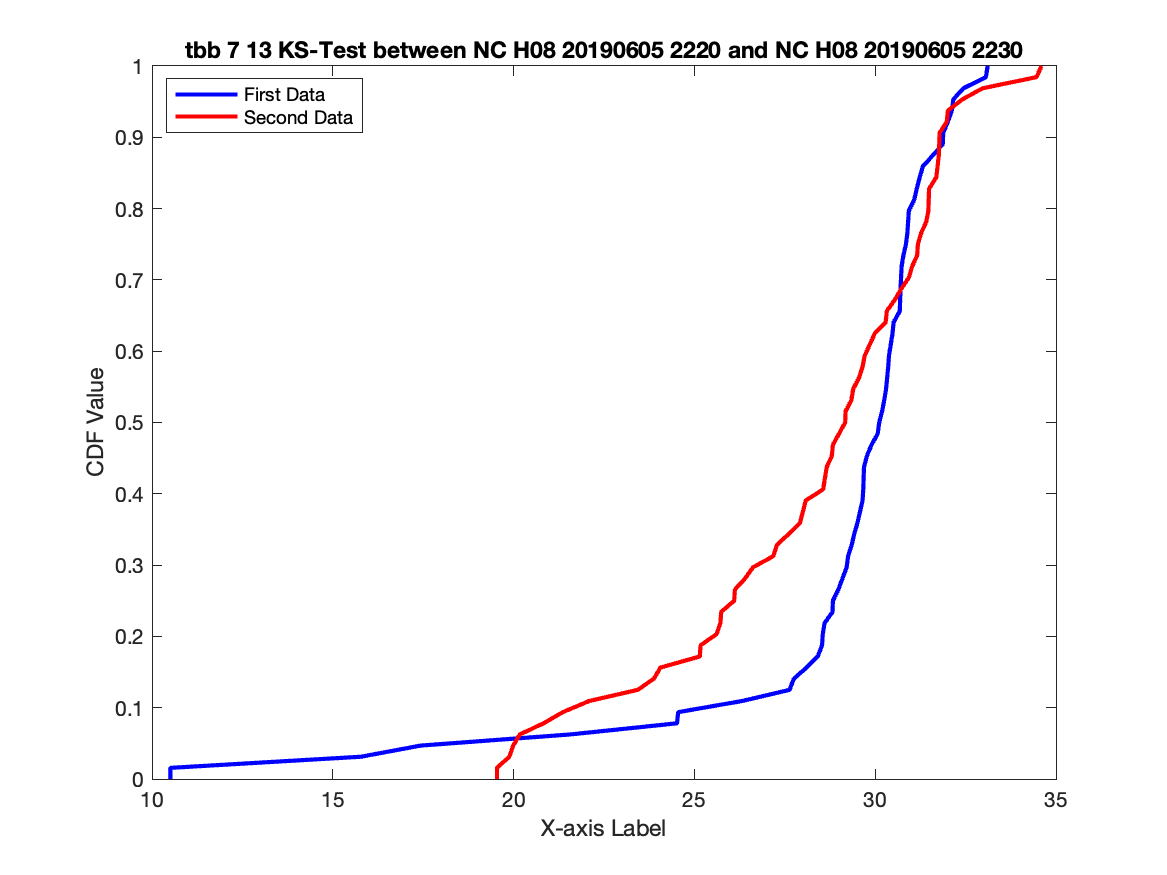 tbb 7 13 KS-Test between NC H08 20190605 2220 and NC H08 20190605 2230
First Data
Second Data
1
0.9
0.8
0.7
0.6
0.5
0.4
0.3
0.2
0.1
0
CDF Value
10 15 20 25 30 35
X-axis Label